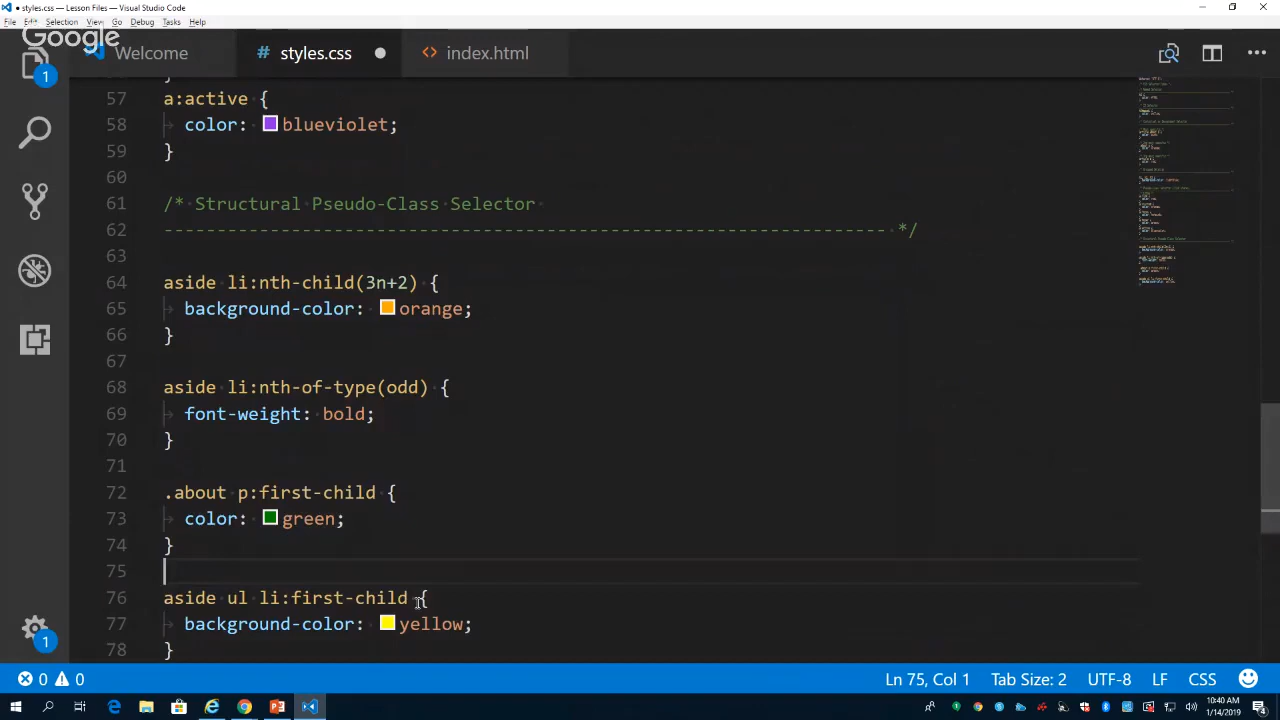 styles.css - Lesson Files - Visual Studio Code
File Edit Selection View Go Debug Tasks Help
Google
Welcome # styles.css index.html
57 a:active {
58 color: blueviolet;
59 }
60
61 /* Structural Pseudo-Class Selector
62 --------------------------------------------------------------------- */
63
64 aside li:nth-child(3n+2) {
65 background-color: orange;
66 }
67
68 aside li:nth-of-type(odd) {
69 font-weight: bold;
70 }
71
72 .about p:first-child {
73 color: green;
74 }
75
76 aside ul li:first-child {
77 background-color: yellow;
78 }
1
1
0 0 Ln 75, Col 1 Tab Size: 2 UTF-8 LF CSS
10:40 AM
1/14/2019